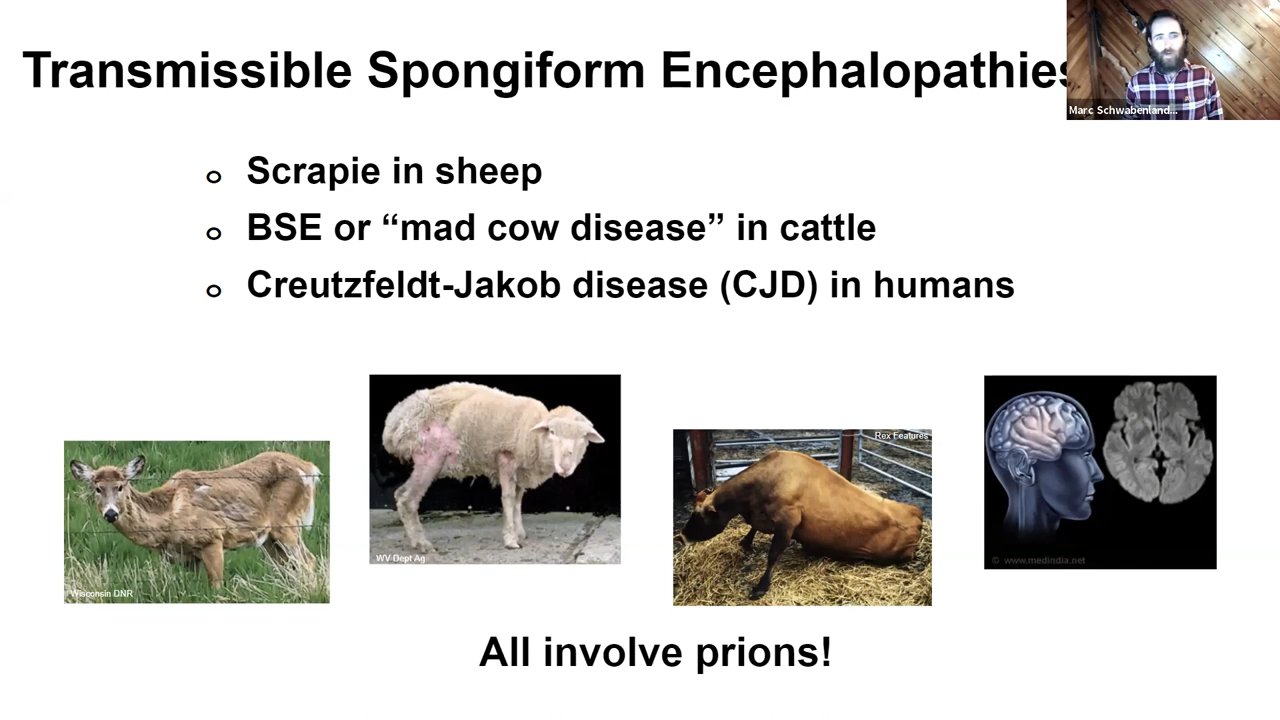 Transmissible Spongiform Encephalopathies
Marc Schwabenland...
o Scrapie in sheep
o BSE or “mad cow disease” in cattle
o Creutzfeldt-Jakob disease (CJD) in humans
Wisconsin DNR
WV Dept Ag
Rex Features
© www.medindia.net
All involve prions!